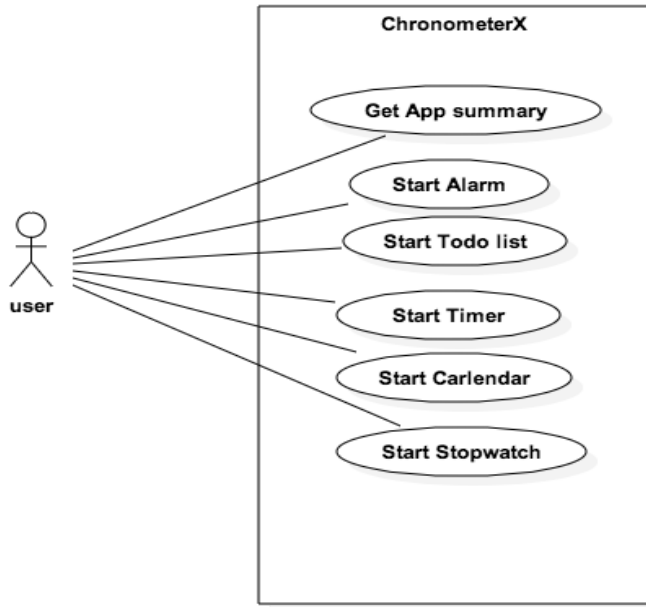 ChronometerX
Get App summary
Start Alarm
Start Todo list
user
Start Timer
Start Carlendar
Start Stopwatch